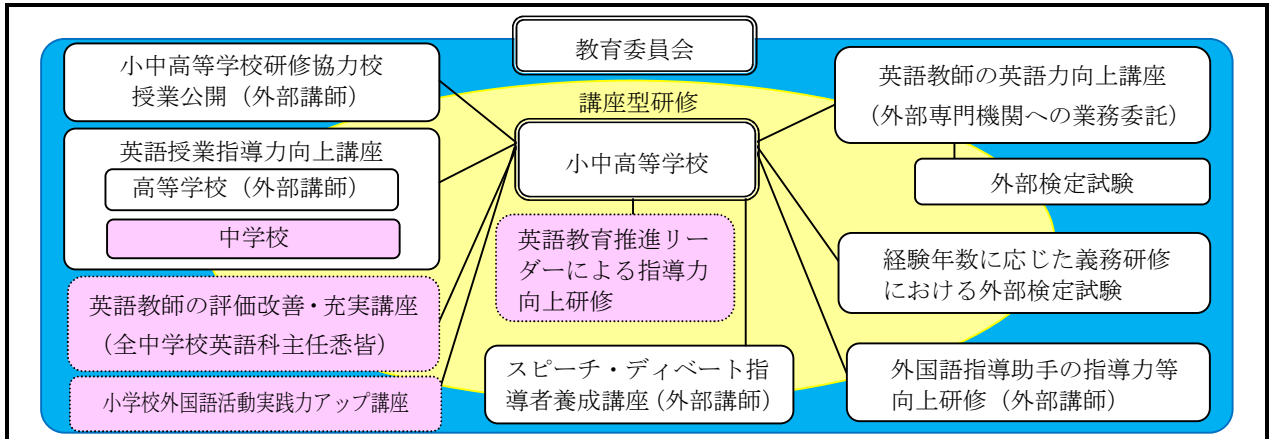 教育委員会
小中高等学校研修協力校
授業公開（外部講師）
英語授業指導力向上講座
高等学校（外部講師）
中学校
英語教師の評価改善・充実講座
（全中学校英語科主任悉皆）
小学校外国語活動実践力アップ講座
講座型研修
小中高等学校
英語教育推進リー
ダーによる指導力
向上研修
スピーチ・ディベート指
導者養成講座（外部講師）
英語教師の英語力向上講座
（外部専門機関への業務委託）
外部検定試験
経験年数に応じた義務研修
における外部検定試験
外国語指導助手の指導力等
向上研修（外部講師）